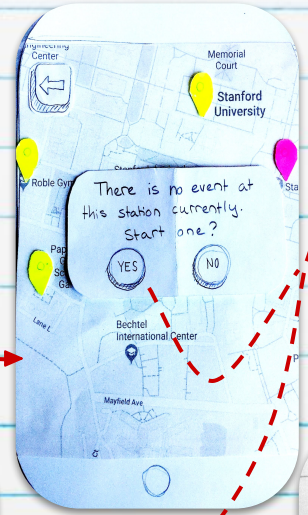 Engineering
Center
Memorial
Court
Stanford
University
Roble Gym
There is no event at
this station currently.
Start one?
YES
NO
Bechtel
International Center
Lane L
Mayfield Ave